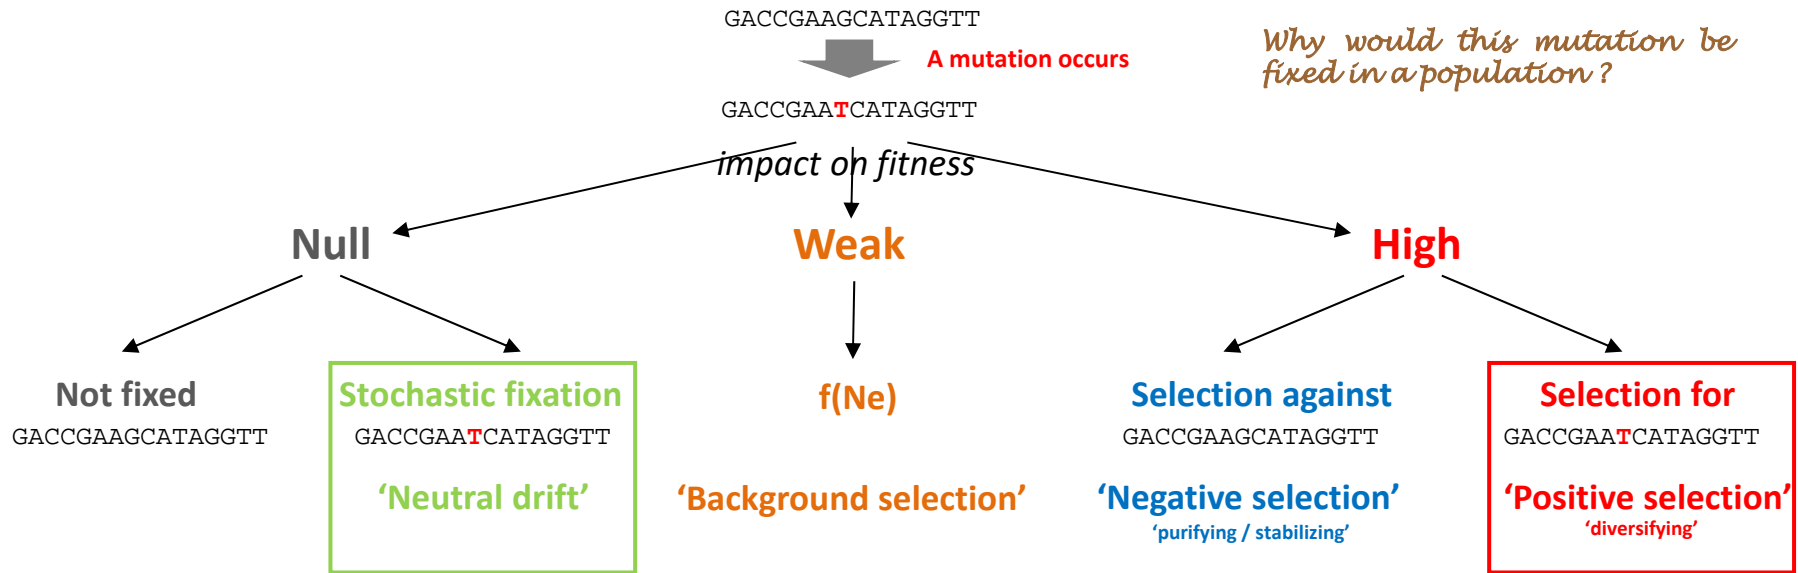 GACCGAAGCATAGGTT
A mutation occurs
Why would this mutation be
fixed in a population ?
GACCGAATCATAGGTT
impact on fitness
Null
Weak
High
Not fixed
GACCGAAGCATAGGTT
Stochastic fixation
GACCGAATCATAGGTT
'Neutral drift'
f(Ne)
'Background selection'
Selection against
GACCGAAGCATAGGTT
'Negative selection'
'purifying / stabilizing'
Selection for
GACCGAATCATAGGTT
'Positive selection'
'diversifying'